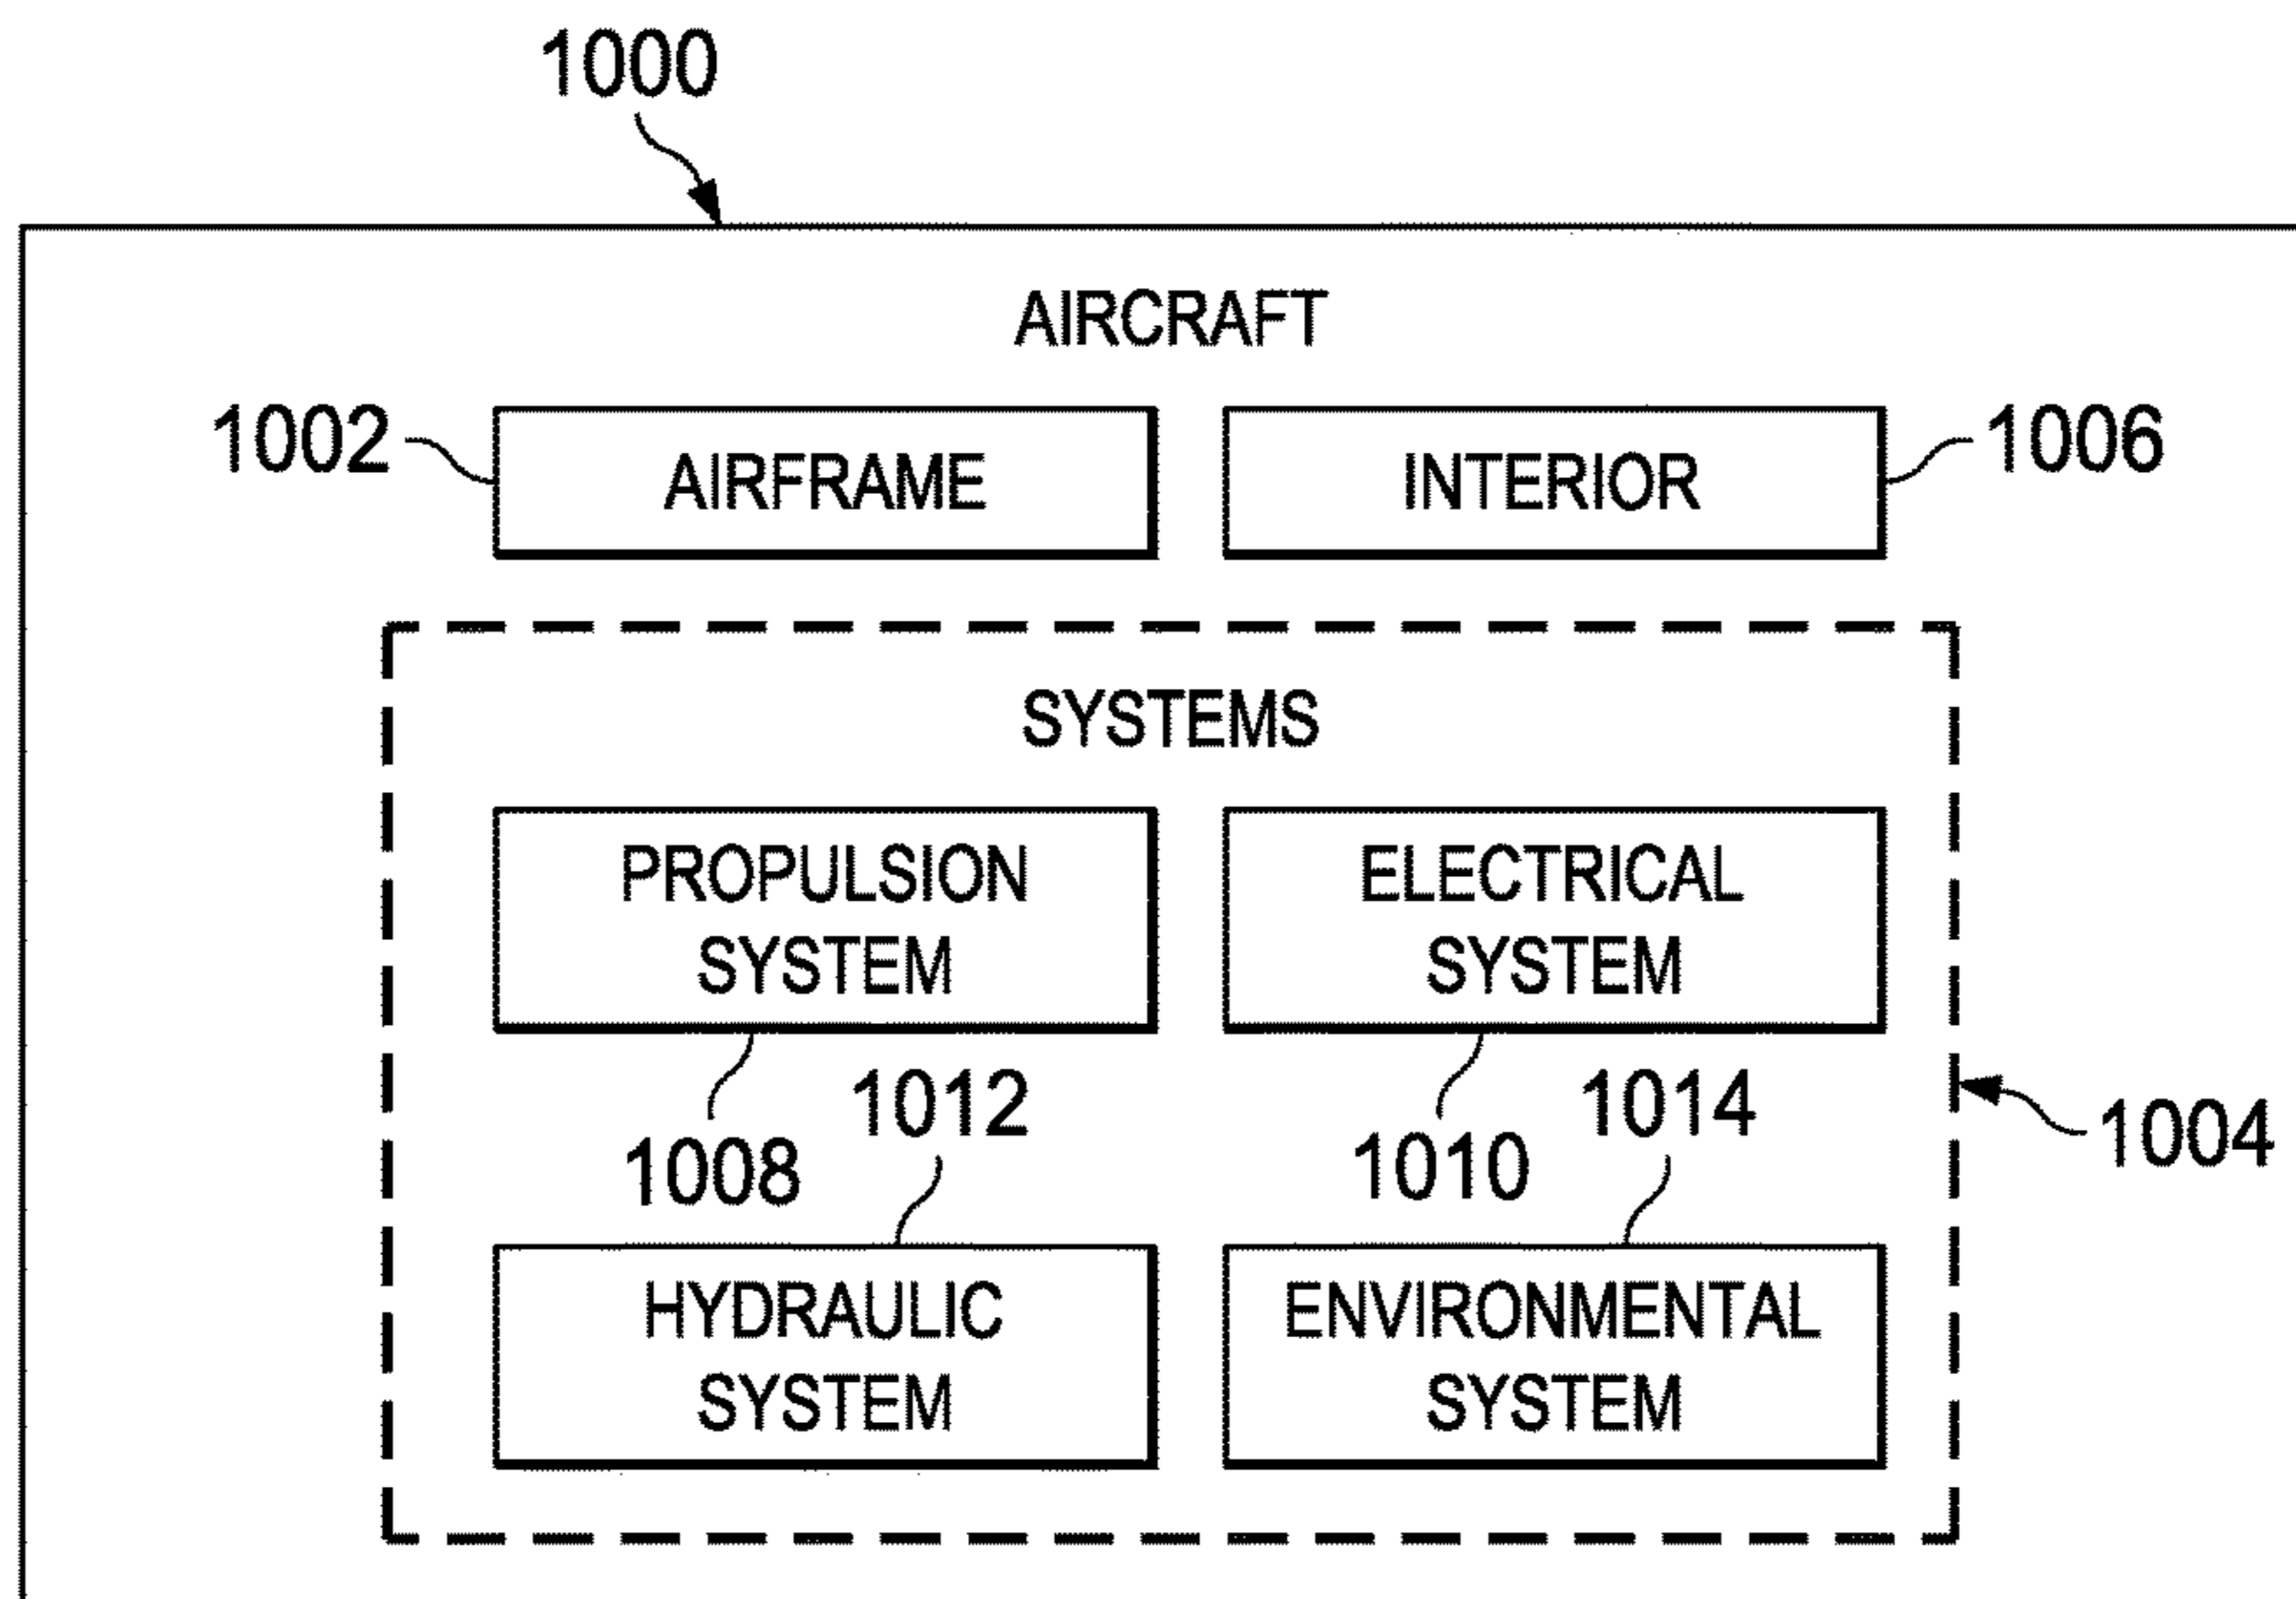 1000
AIRCRAFT
1002
AIRFRAME
INTERIOR
1006
SYSTEMS
PROPULSION
SYSTEM
ELECTRICAL
SYSTEM
1008
1012
1010
1014
1004
HYDRAULIC
SYSTEM
ENVIRONMENTAL
SYSTEM